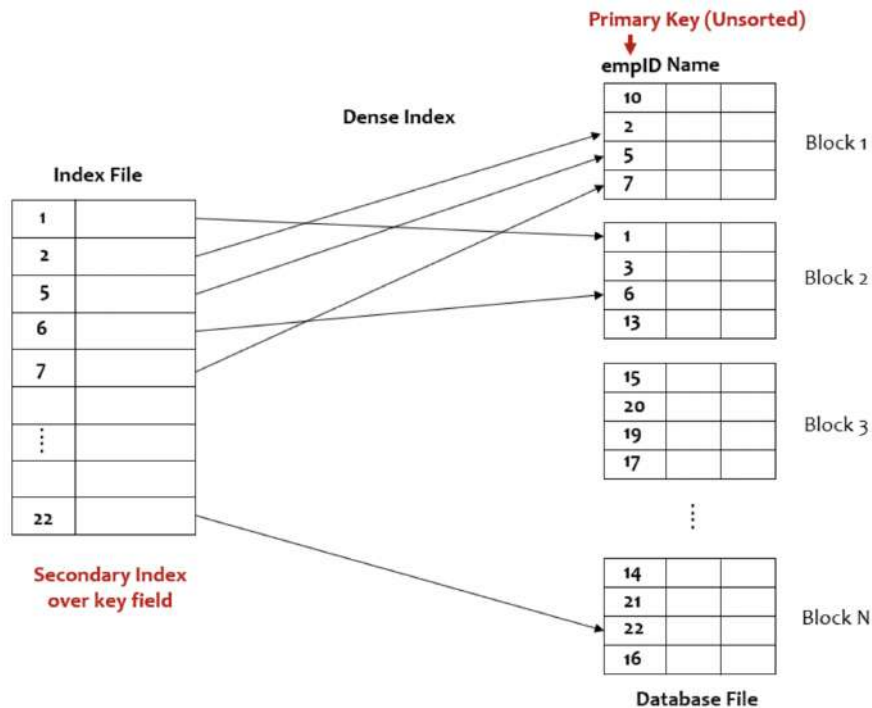 Primary Key (Unsorted)
empID Name
Dense Index
Index File
1
2
5
6
7
22
Secondary Index
over key field
10
2
5
7
Block 1
1
3
6
13
Block 2
15
20
19
17
Block 3
14
21
22
16
Block N
Database File